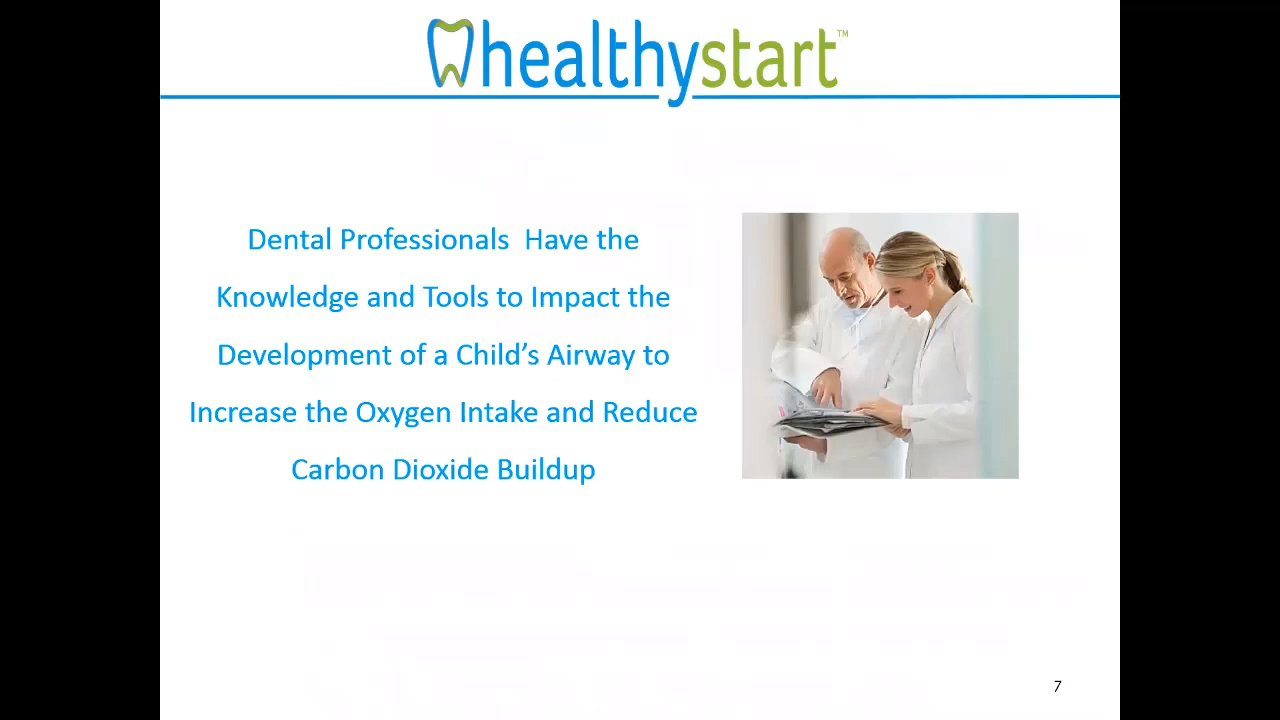 healthystart™
Dental Professionals  Have the
Knowledge and Tools to Impact the
Development of a Child’s Airway to
Increase the Oxygen Intake and Reduce
Carbon Dioxide Buildup
7